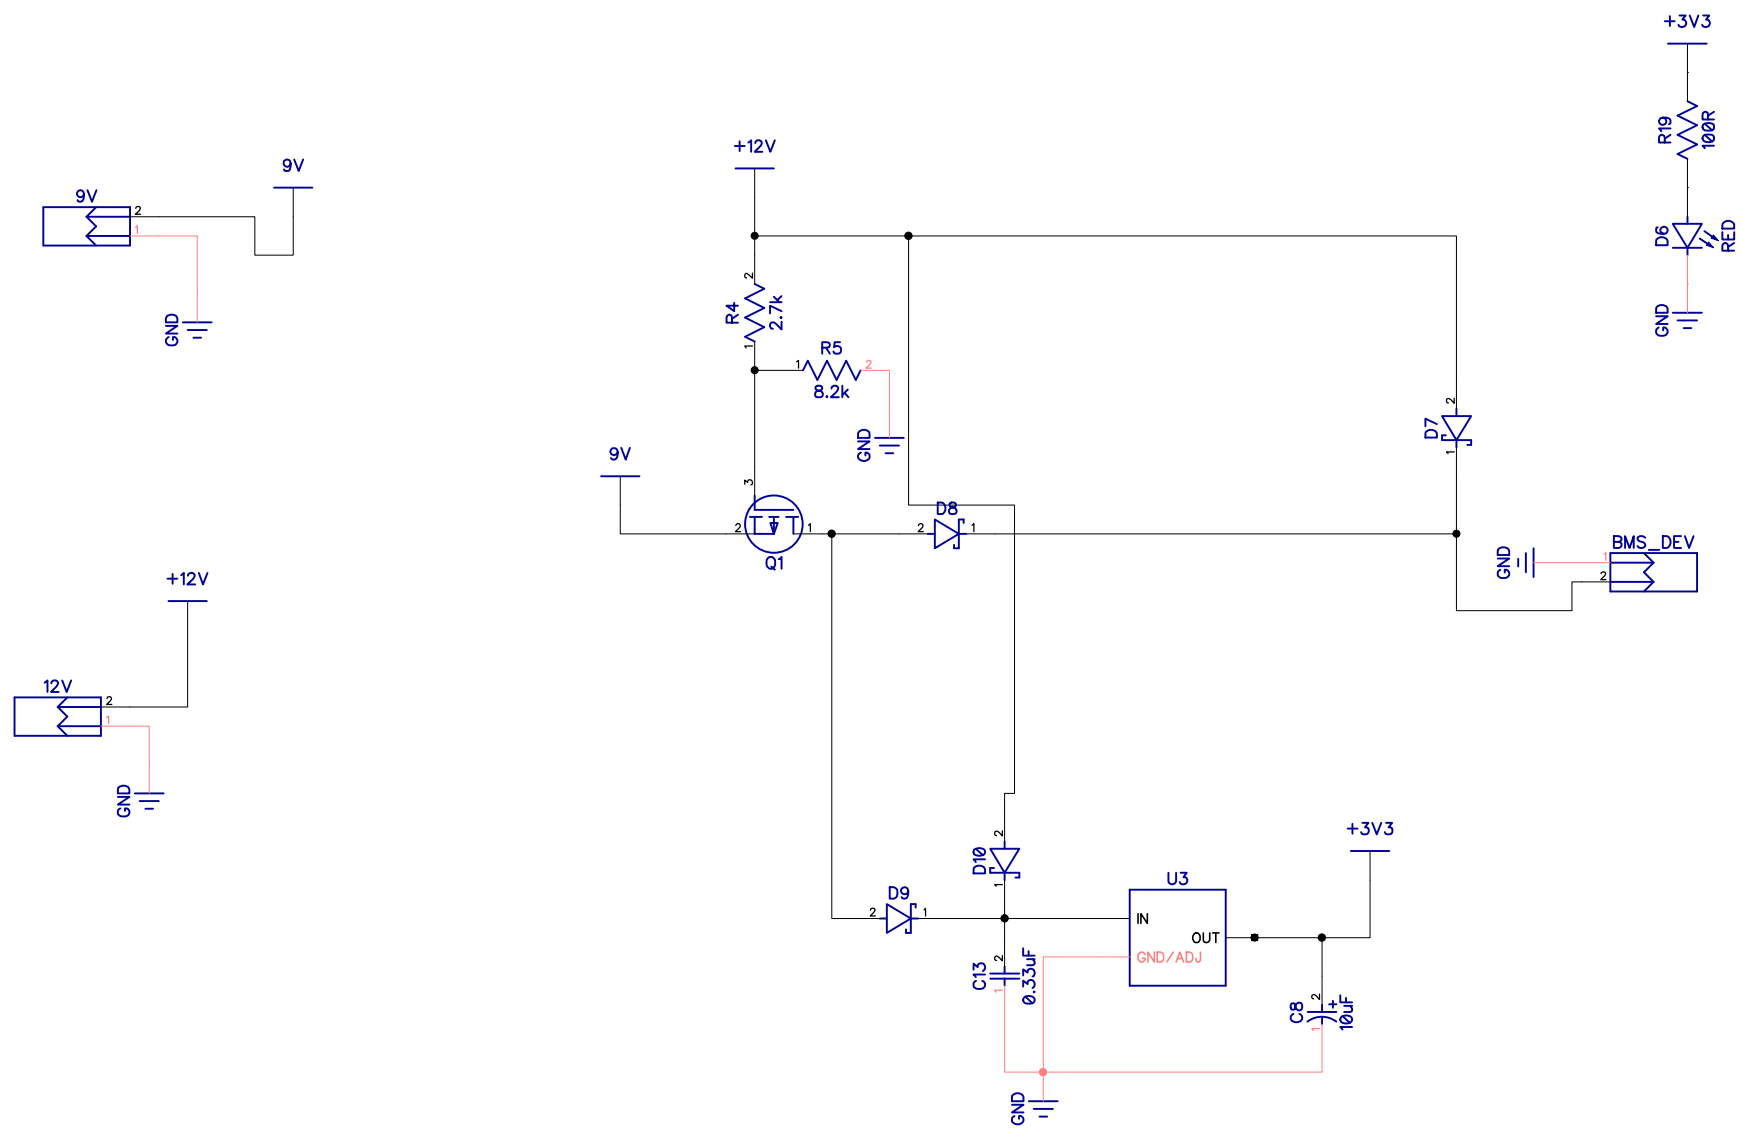 +3V3
R19
100R
D6
RED
GND
9V
9V
2
1
GND
+12V
2
R4
2.7k
1
R5
1
2
8.2k
GND
9V
3
2
1
Q1
D8
2
1
2
D7
1
GND
BMS_DEV
1
2
+12V
12V
2
1
GND
2
D10
1
D9
2
1
+3V3
U3
IN
OUT
GND/ADJ
2
C13
0.33uF
1
2
C8
+
10uF
1
GND